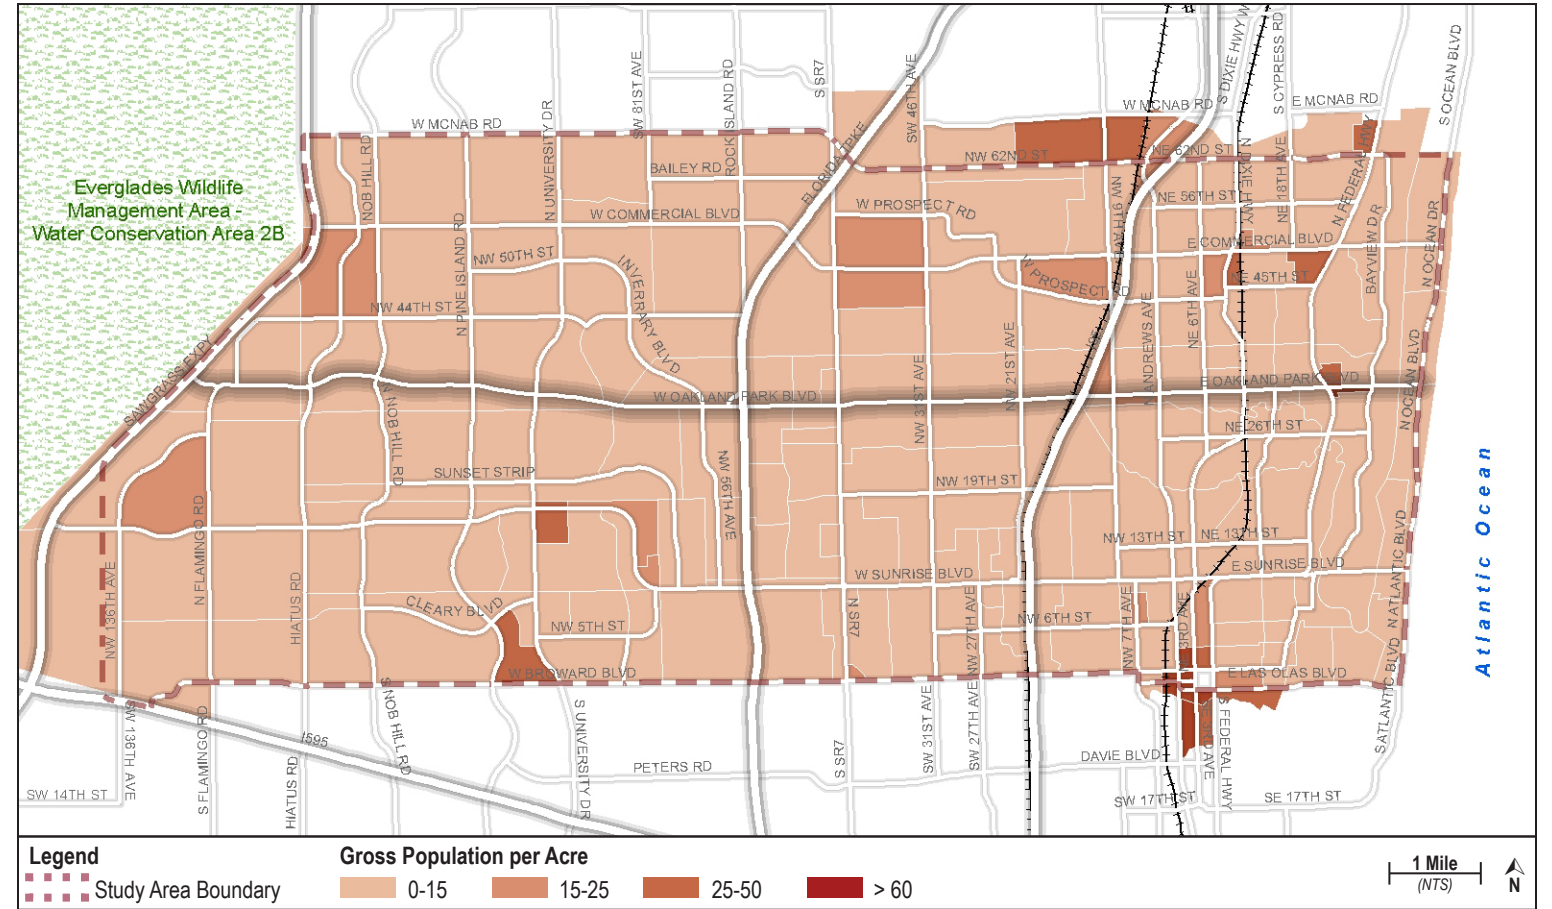 W MCNAB RD
SW 81ST AVE
ROCK ISLAND RD
S SR7
SW 46TH AVE
W MCNAB RD
S DIXIE HWY W
S CYPRESS RD
E MCNAB RD
S OCEAN BLVD
NOB HILL RD
N UNIVERSITY DR
BAILEY RD
FLORIDA TPKE
NW 62ND ST
NE 62ND ST
N DIXIE HWY
NE 18TH AVE
N FEDERAL HWY
Everglades Wildlife
Management Area -
Water Conservation Area 2B
N PINE ISLAND RD
W COMMERCIAL BLVD
W PROSPECT RD
NW 9TH AVE
NE 56TH ST
E COMMERCIAL BLVD
BAYVIEW DR
N OCEAN DR
NW 50TH ST
INVERRARY BLVD
W PROSPECT RD
NE 45TH ST
NW 44TH ST
NE 6TH AVE
N ANDREWS AVE
SAWGRASS EXPY
NW 31ST AVE
NW 21ST AVE
I95
N OCEAN BLVD
W OAKLAND PARK BLVD
E OAKLAND PARK BLVD
N NOB HILL RD
NE 26TH ST
SUNSET STRIP
NW 56TH AVE
NW 19TH ST
N FLAMINGO RD
NW 13TH ST
NE 13TH ST
N ATLANTIC BLVD
Atlantic Ocean
NW 136TH AVE
HIATUS RD
W SUNRISE BLVD
E SUNRISE BLVD
CLEARY BLVD
NW 5TH ST
N SR7
NW 27TH AVE
NW 6TH ST
NW 7TH AVE
3RD AVE
W BROWARD BLVD
E LAS OLAS BLVD
SW 136TH AVE
S FLAMINGO RD
S NOB HILL RD
S UNIVERSITY DR
SW 31ST AVE
SW 27TH AVE
SE 3RD AVE
S FEDERAL HWY
S ATLANTIC BLVD
I595
HIATUS RD
PETERS RD
S SR7
DAVIE BLVD
SW 14TH ST
SW 17TH ST
SE 17TH ST
Legend
Study Area Boundary
Gross Population per Acre
0-15
15-25
25-50
> 60
1 Mile
(NTS)
N